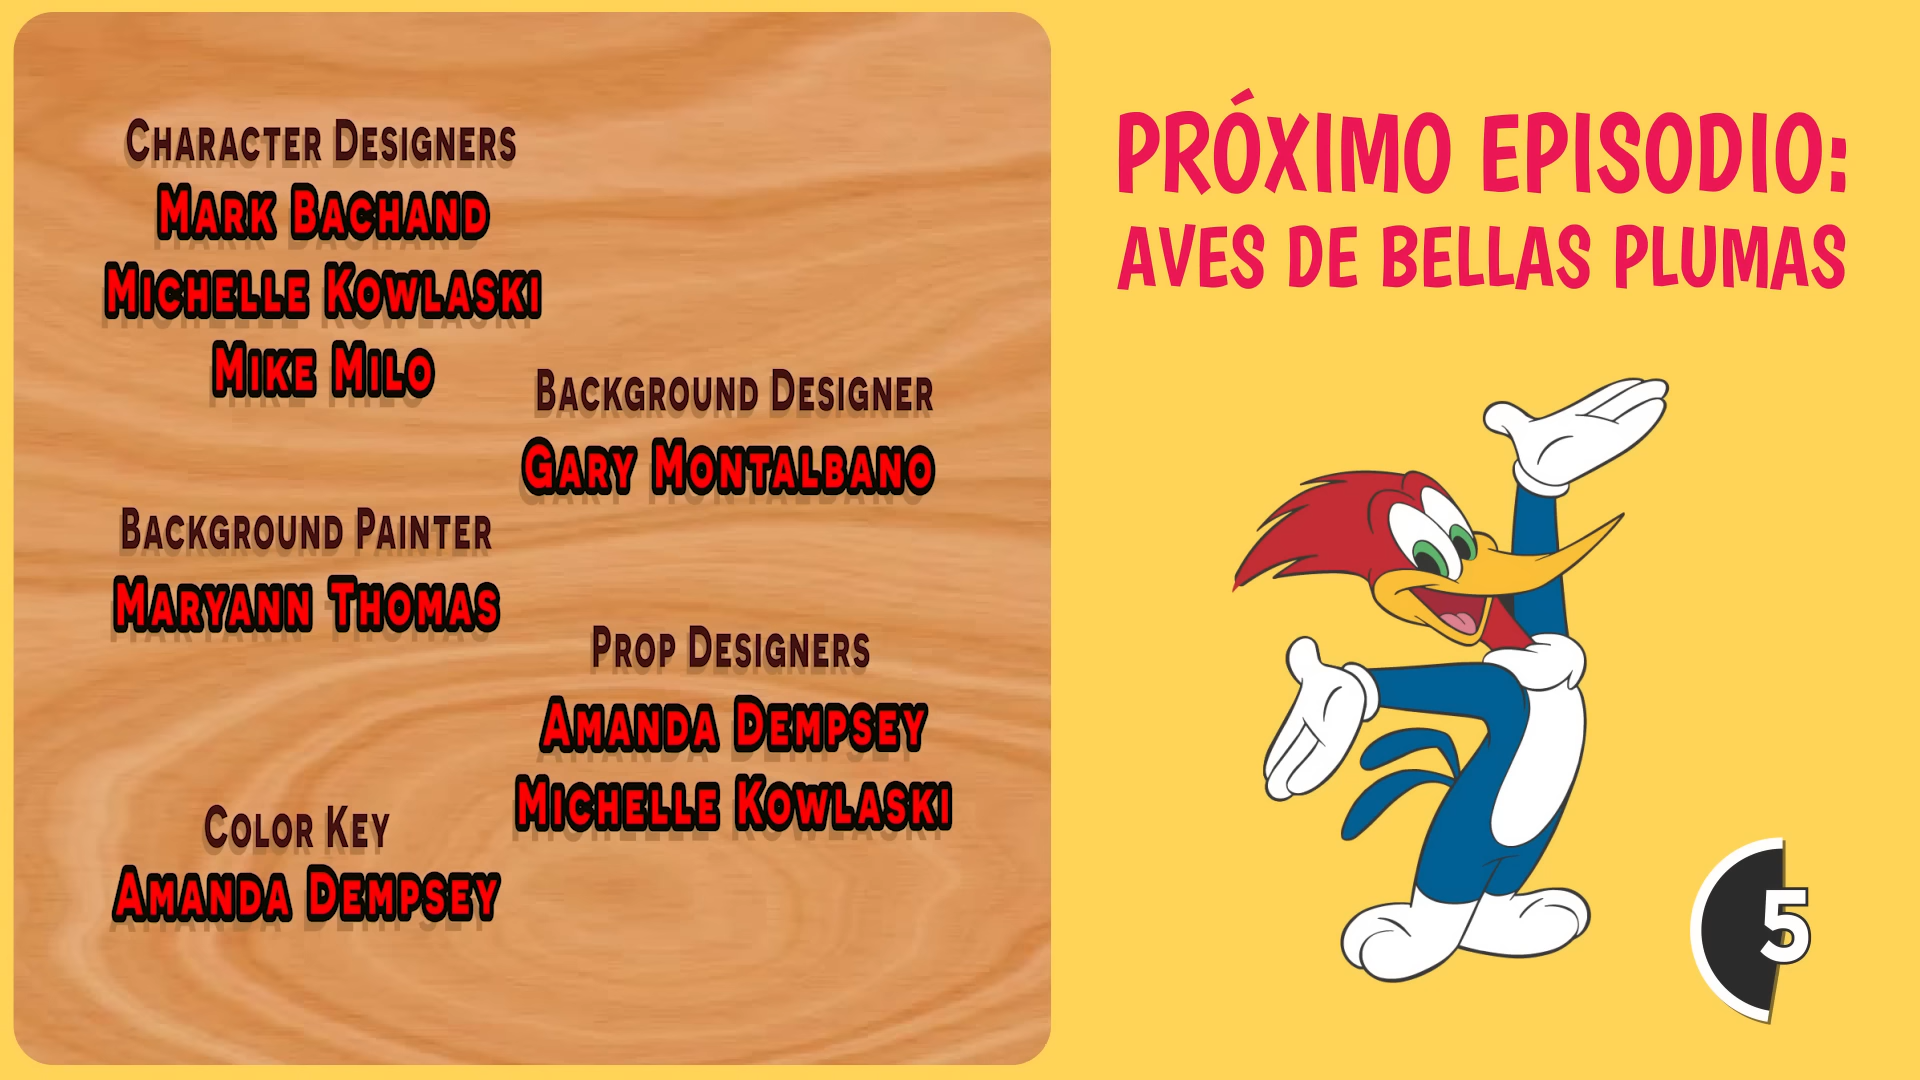 Character Designers
Mark Bachand
Michelle Kowlaski
Mike Milo
Background Designer
Gary Montalbano
Background Painter
Maryann Thomas
Prop Designers
Amanda Dempsey
Michelle Kowlaski
Color Key
Amanda Dempsey
PRÓXIMO EPISODIO:
AVES DE BELLAS PLUMAS
5